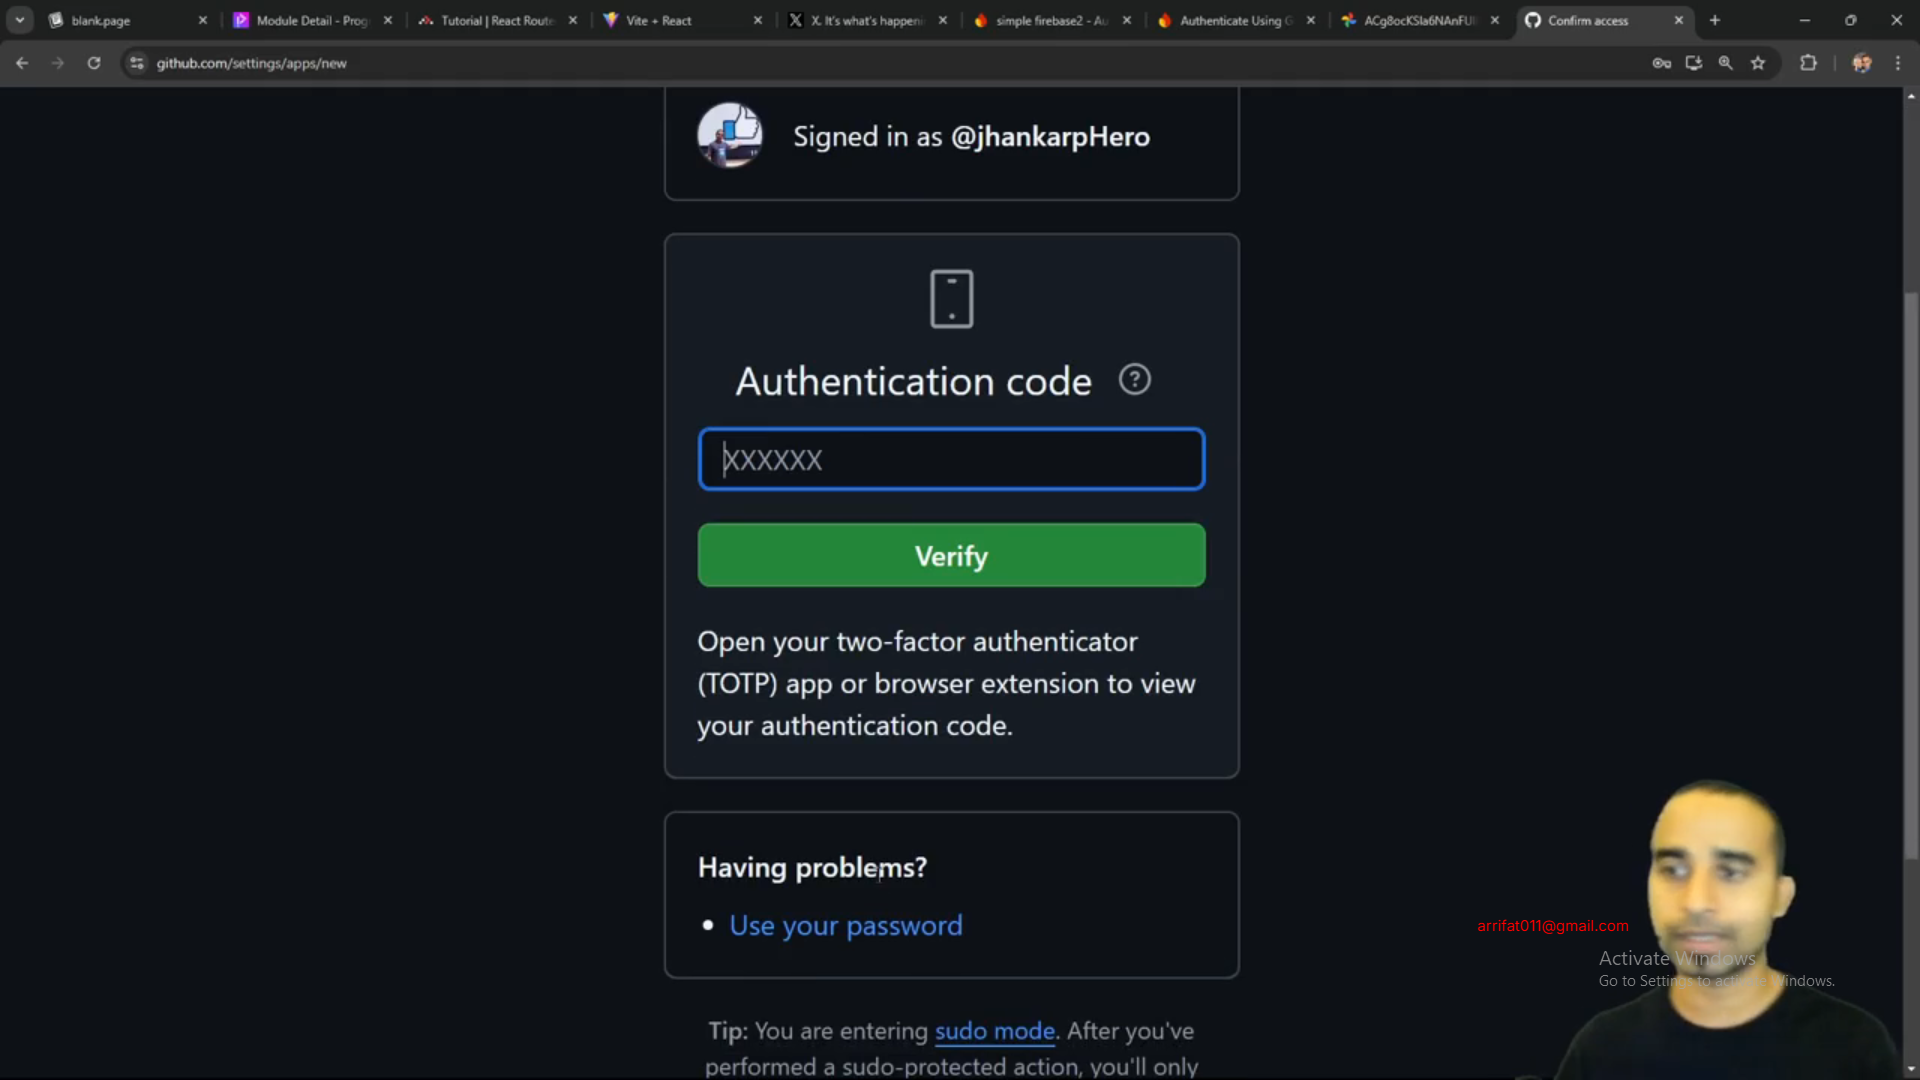 blank.page
Module Detail - Prog
Tutorial | React Route
Vite + React
X. It's what's happeni
simple firebase2 - Au
Authenticate Using G
ACg8ocKSla6NAnFUI
Confirm access
github.com/settings/apps/new
Signed in as @jhankarpHero
Authentication code
XXXXXX
Verify
Open your two-factor authenticator
(TOTP) app or browser extension to view
your authentication code.
Having problems?
• Use your password
arrifat011@gmail.com
Activate Windows
Go to Settings to activate Windows.
Tip: You are entering sudo mode. After you've
performed a sudo-protected action, you'll only